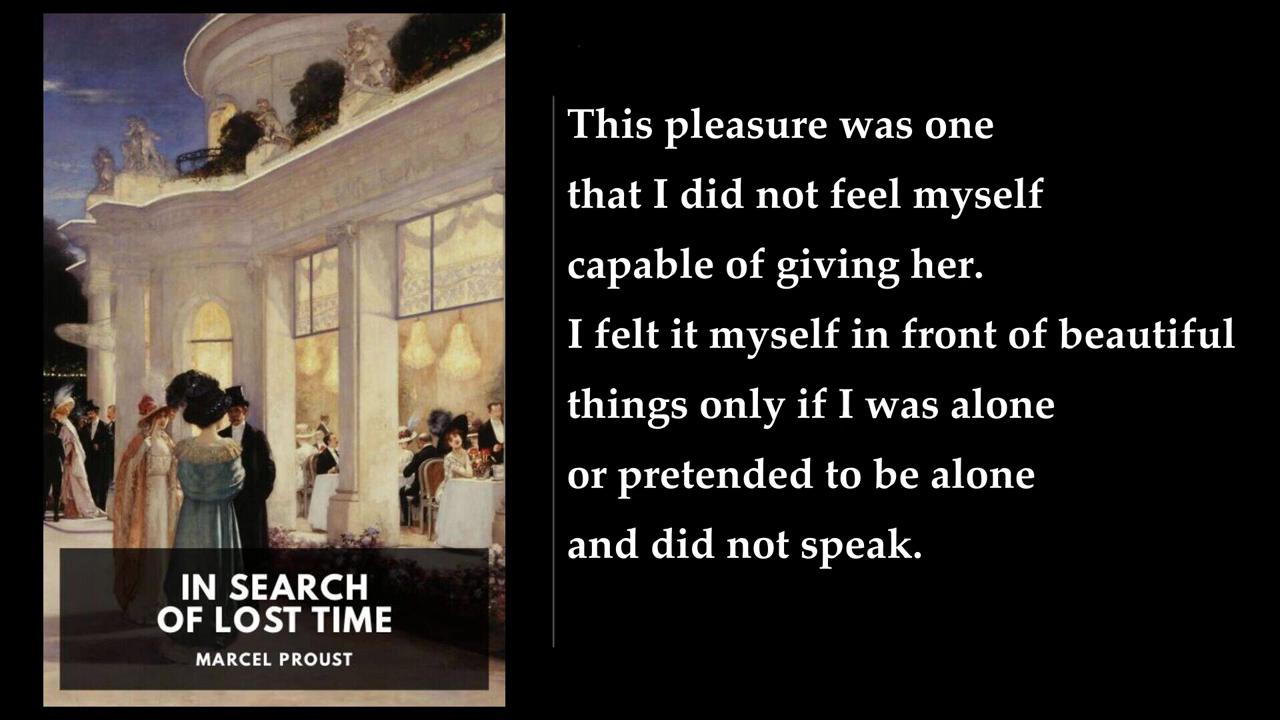 IN SEARCH
OF LOST TIME
MARCEL PROUST
This pleasure was one
that I did not feel myself
capable of giving her.
I felt it myself in front of beautiful
things only if I was alone
or pretended to be alone
and did not speak.